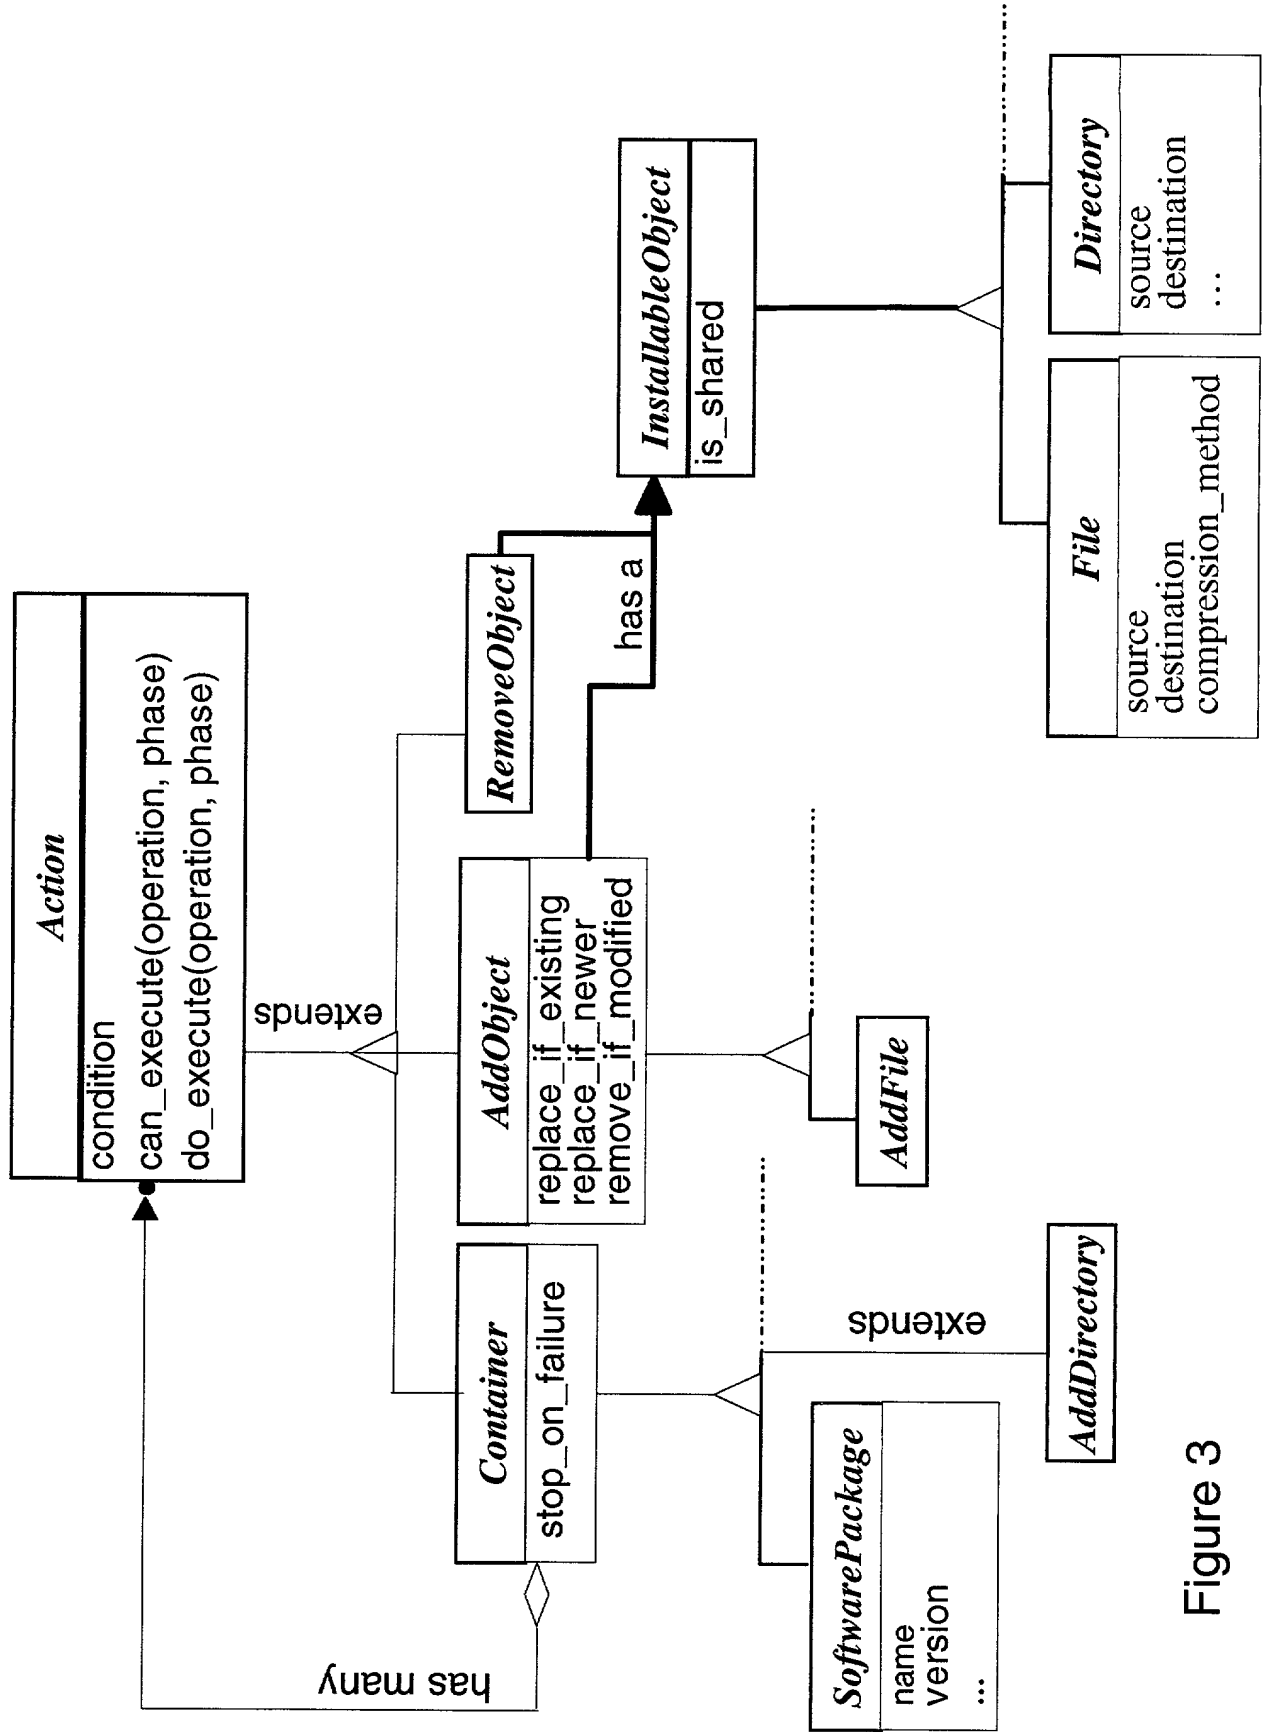 Action
condition
can_execute(operation, phase)
do_execute(operation, phase)
has many
extends
Container
stop_on_failure
AddObject
replace_if_existing
replace_if_newer
remove_if_modified
RemoveObject
has a
InstallableObject
is_shared
SoftwarePackage
name
version
...
extends
AddDirectory
AddFile
File
source
destination
compression_method
Directory
source
destination
...
Figure 3